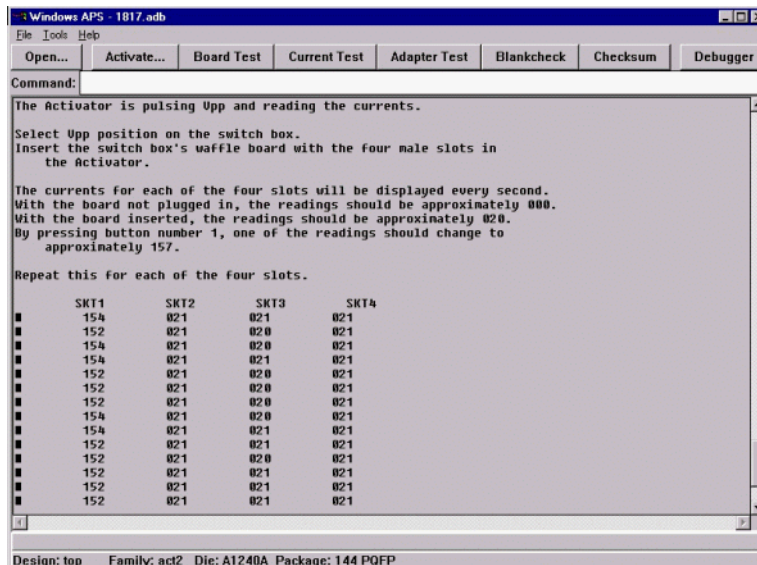 Windows APS - 1817.adb
File Tools Help
Open... Activate... Board Test Current Test Adapter Test Blankcheck Checksum Debugger
Command:
The Activator is pulsing Vpp and reading the currents.
Select Vpp position on the switch box.
Insert the switch box's waffle board with the four male slots in
the Activator.
The currents for each of the four slots will be displayed every second.
With the board not plugged in, the readings should be approximately 000.
With the board inserted, the readings should be approximately 020.
By pressing button number 1, one of the readings should change to
approximately 157.
Repeat this for each of the four slots.
SKT1 SKT2 SKT3 SKT4
154 021 021 021
152 021 020 021
154 021 020 021
154 021 021 021
152 021 020 021
152 021 020 021
152 021 020 021
154 021 020 021
154 021 021 021
152 021 021 021
152 021 020 021
152 021 021 021
152 021 021 021
152 021 021 021
Design: top Family: act2 Die: A1240A Package: 144 PQFP